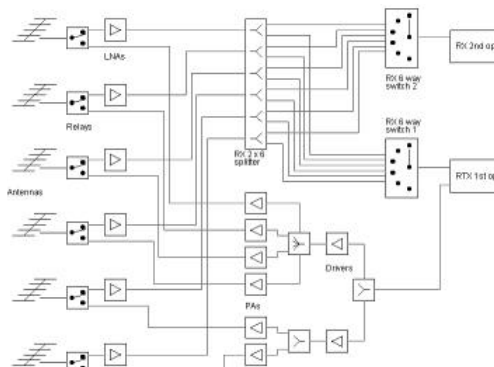 LNAs
RX 2nd op
RX 6 way
switch 2
Relays
RX 6 way
switch 1
RX 2 x 6
splitter
RTX 1st op
Antennas
Drivers
PAs